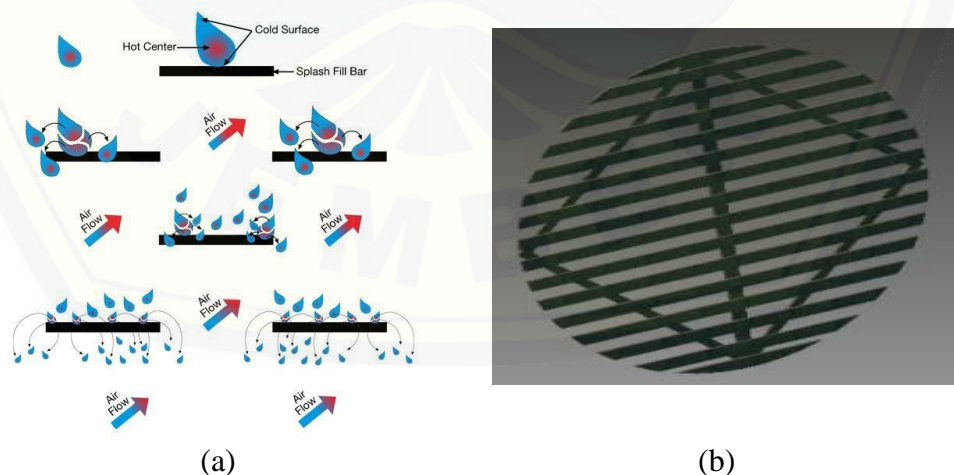 Cold Surface
Hot Center
Splash Fill Bar
Air
Flow
Air
Flow
Air
Flow
Air
Flow
Air
Flow
Air
Flow
(a)
(b)